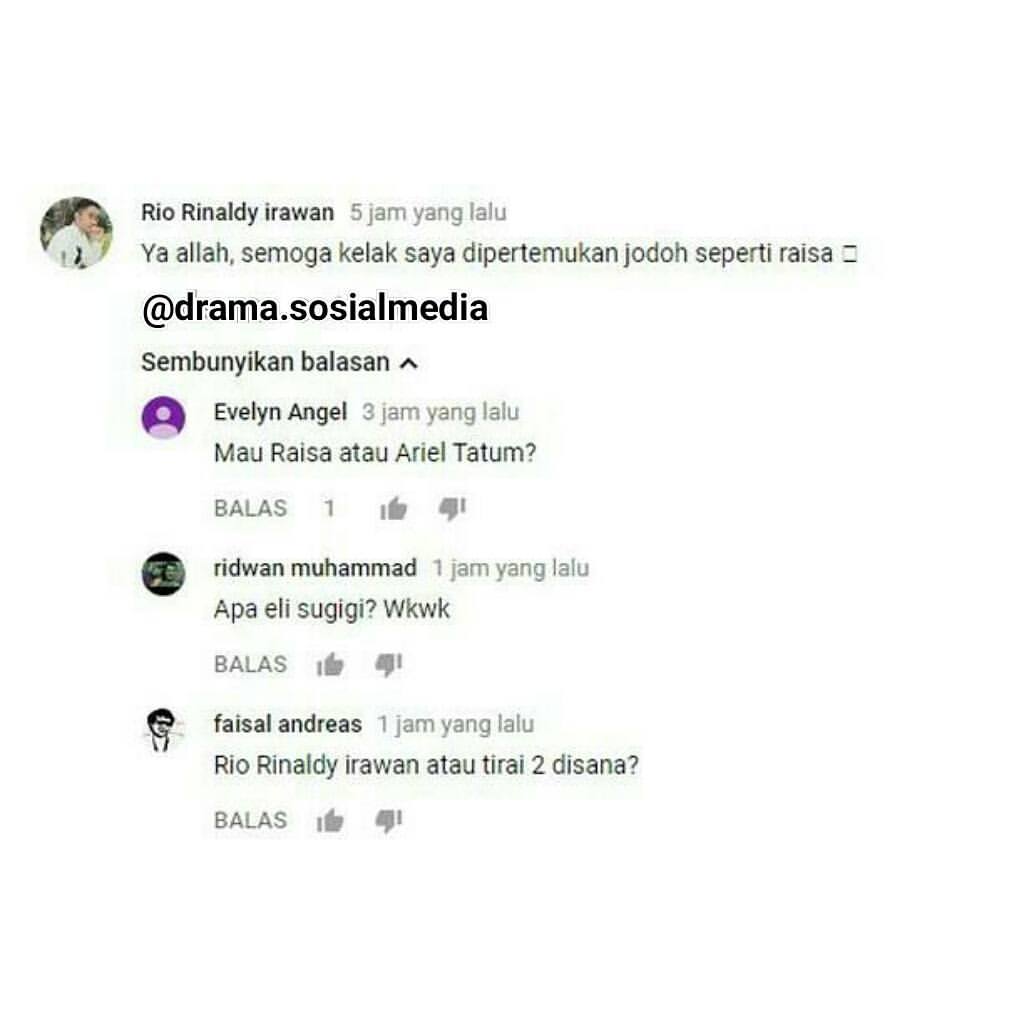 Rio Rinaldy irawan 5 jam yang lalu
Ya allah, semoga kelak saya dipertemukan jodoh seperti raisa
@drama.sosialmedia
Sembunyikan balasan
Evelyn Angel 3 jam yang lalu
Mau Raisa atau Ariel Tatum?
BALAS 1
ridwan muhammad 1 jam yang lalu
Apa eli sugigi? Wkwk
BALAS
faisal andreas 1 jam yang lalu
Rio Rinaldy irawan atau tirai 2 disana?
BALAS